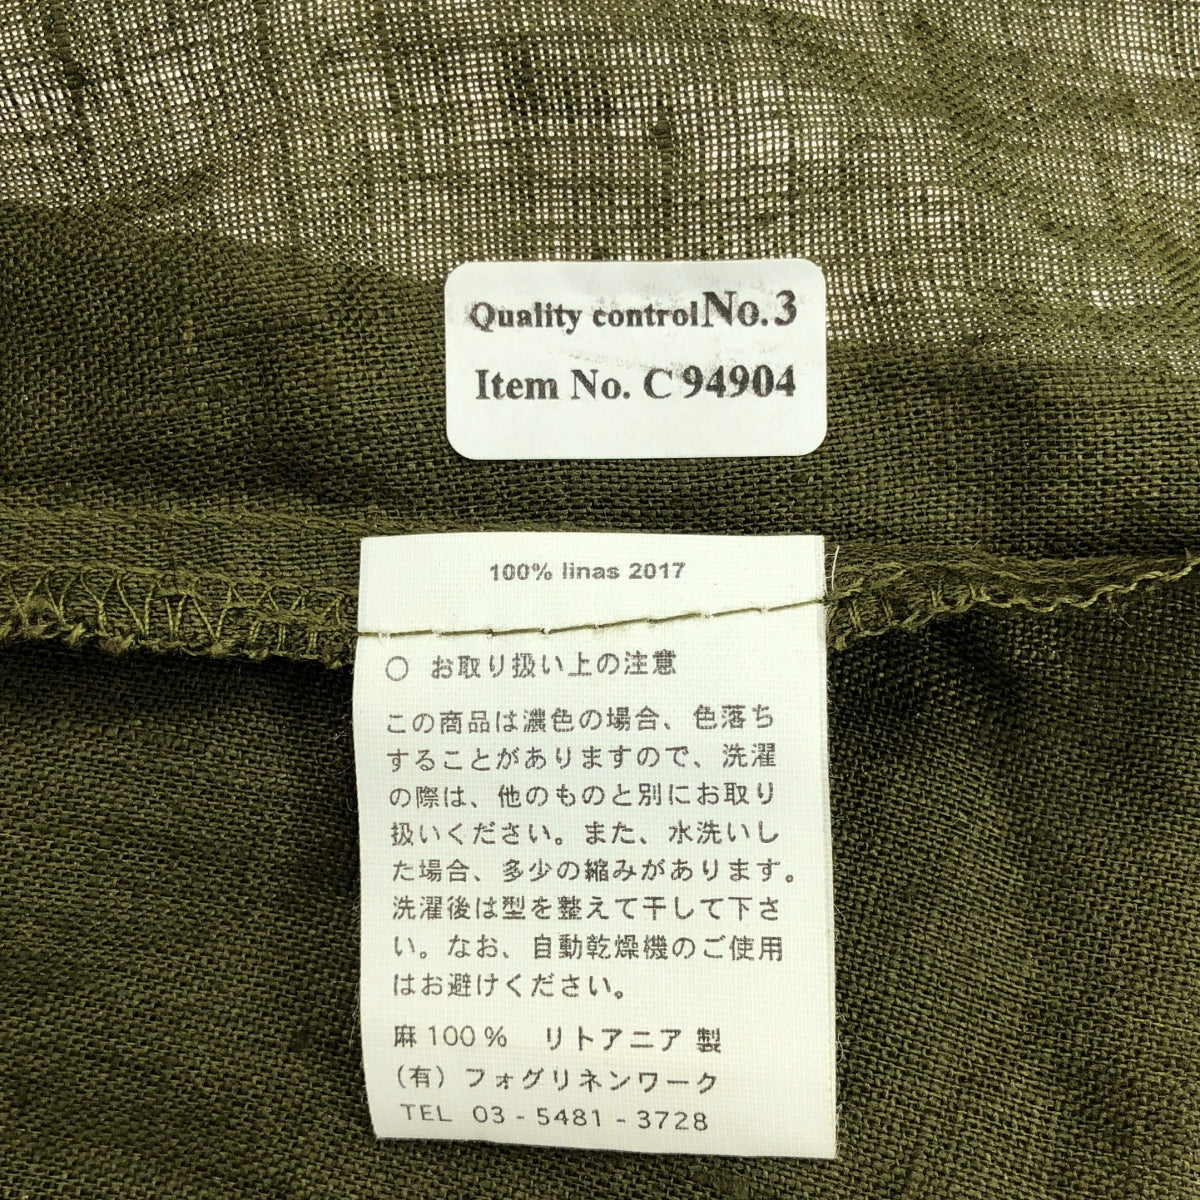 Quality control No. 3
Item No. C 94904
100% linas 2017
○ お取り扱い上の注意
この商品は濃色の場合、色落ち
することがありますので、洗濯
の際は、他のものと別にお取り
扱いください。また、水洗いし
た場合、多少の縮みがあります。
洗濯後は型を整えて干して下さ
い。なお、自動乾燥機のご使用
はお避けください。
麻 100 % リトアニア 製
(有) フォグリネンワーク
TEL 03 - 5481 - 3728